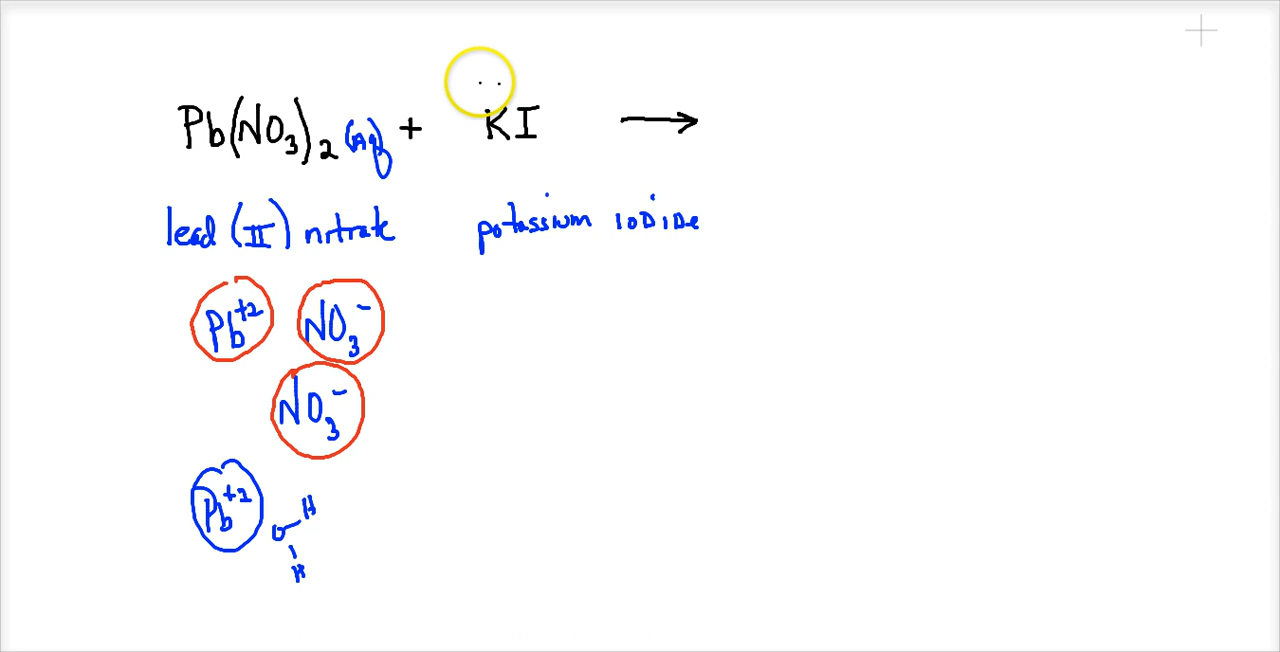 Pb(NO₃)₂ (Aq) + KI →
lead (II) nitrate potassium iodide
Pb⁺² NO₃⁻
NO₃⁻
Pb⁺²
H
O
H